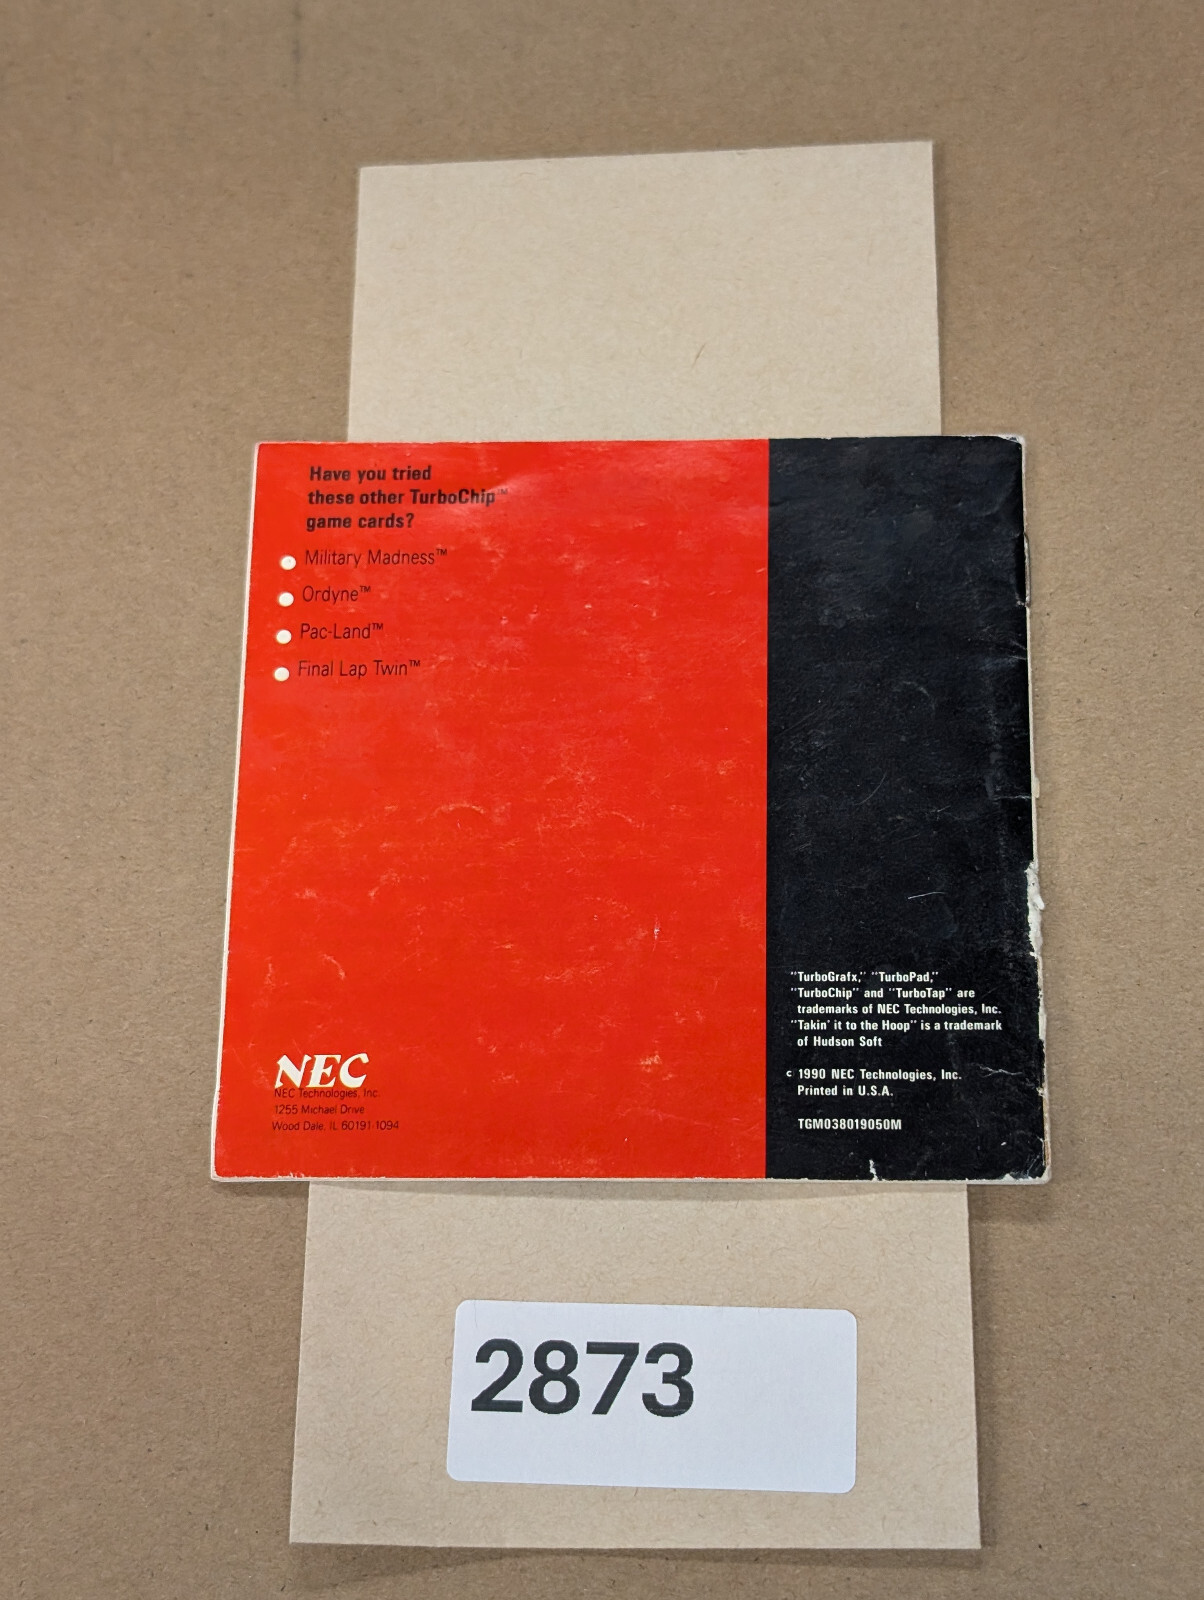 Have you tried
these other TurboChip™
game cards?
Military Madness™
Ordyne™
Pac-Land™
Final Lap Twin™
NEC
NEC Technologies, Inc.
1255 Michael Drive
Wood Dale, IL 60191-1094
"TurboGrafx," "TurboPad,"
"TurboChip" and "TurboTap" are
trademarks of NEC Technologies, Inc.
"Takin' it to the Hoop" is a trademark
of Hudson Soft
c 1990 NEC Technologies, Inc.
Printed in U.S.A.
TGM038019050M
2873